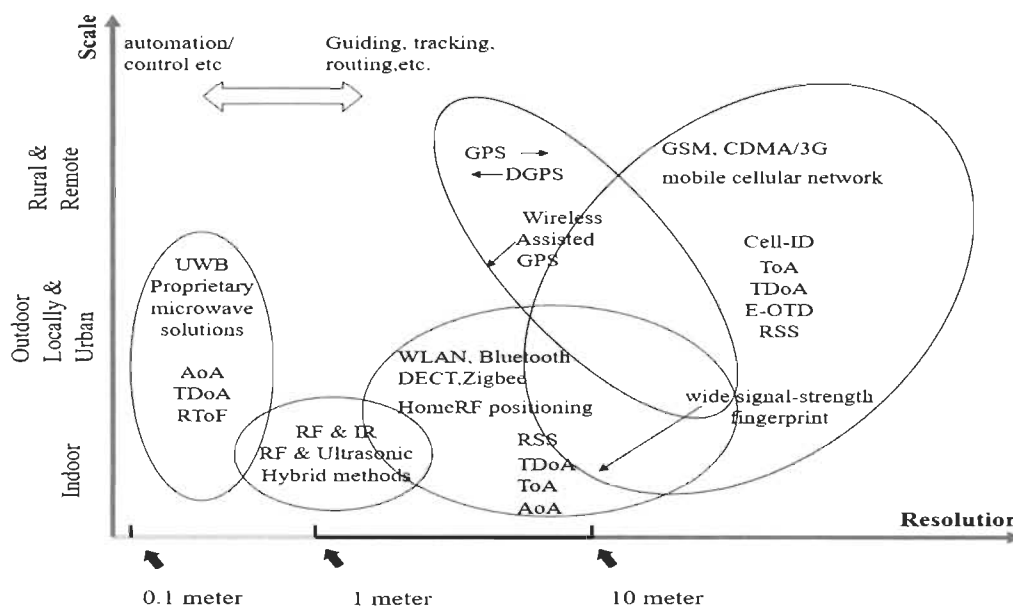 Scale
automation/
control etc
Guiding, tracking,
routing,etc.
Rural &
Remote
Outdoor
Locally &
Urban
Indoor
GPS
DGPS
Wireless
Assisted
GPS
GSM, CDMA/3G
mobile cellular network
Cell-ID
ToA
TDoA
E-OTD
RSS
UWB
Proprietary
microwave
solutions
AoA
TDoA
RToF
WLAN, Bluetooth
DECT,Zigbee
HomeRF positioning
RSS
TDoA
ToA
AoA
wide signal-strength
fingerprint
RF & IR
RF & Ultrasonic
Hybrid methods
Resolution
0.1 meter
1 meter
10 meter